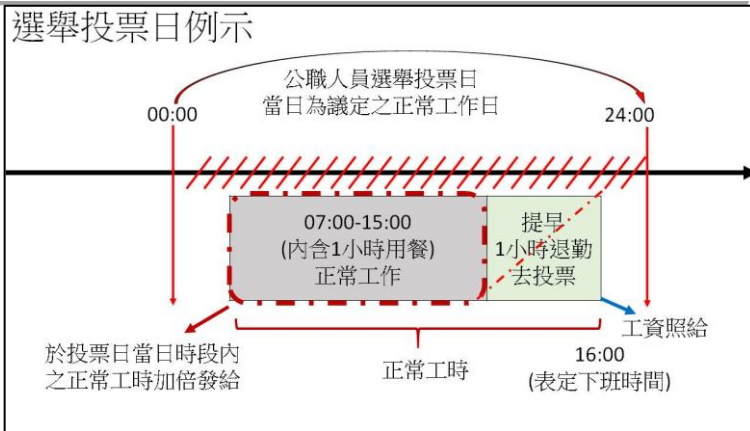 選舉投票日例示
公職人員選舉投票日
當日為議定之正常工作日
00:00
24:00
07:00-15:00
(內含1小時用餐)
正常工作
提早
1小時退勤
去投票
工資照給
於投票日當日時段內
之正常工時加倍發給
正常工時
16:00
(表定下班時間)